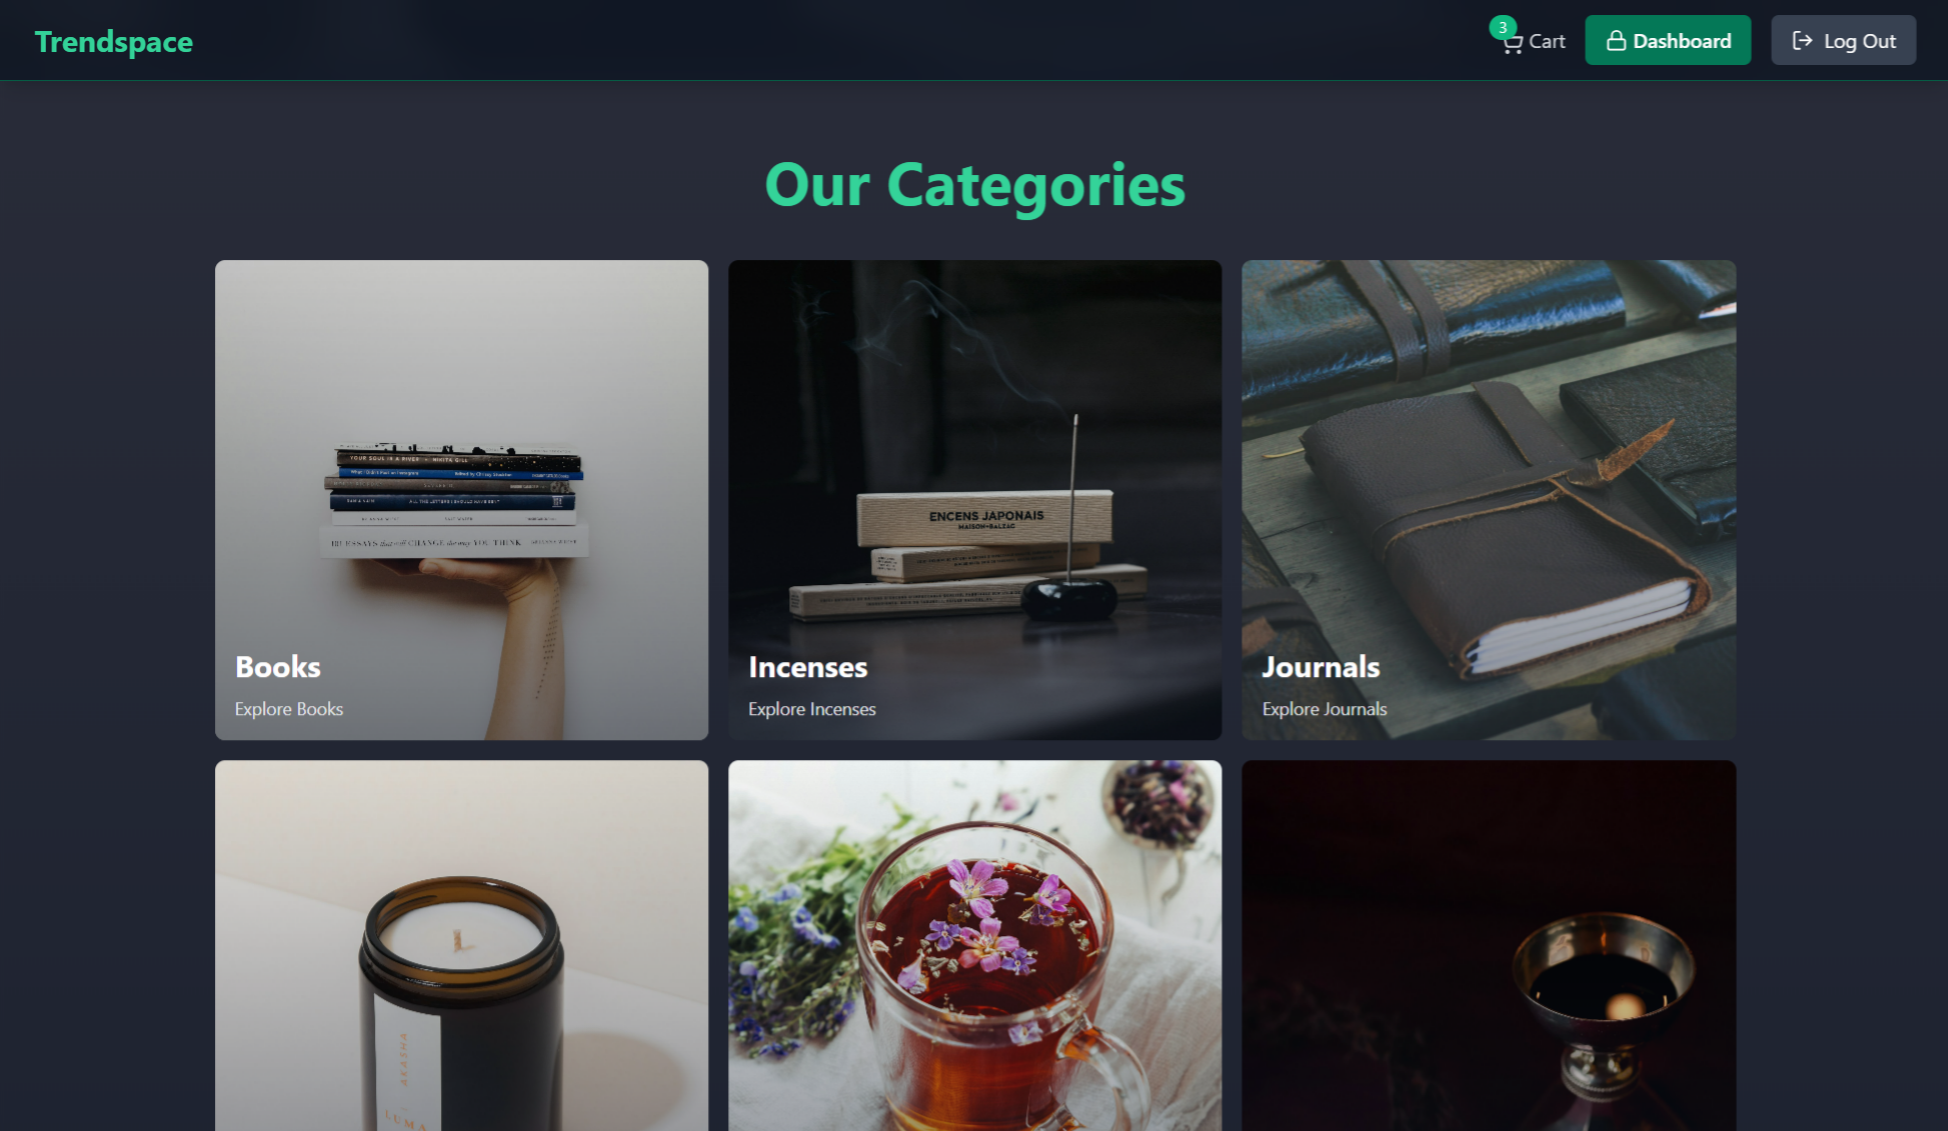 Trendspace
3
Cart
Dashboard
Log Out
Our Categories
YOUR SOUL IS A RIVER NIKITA GILL
ALL THE LETTERS I SHOULD HAVE SENT
101 ESSAYS that will CHANGE the way YOU THINK
ENCENS JAPONAIS
MAISON BALZAC
Books
Explore Books
Incenses
Explore Incenses
Journals
Explore Journals
AKASHA
LUMA